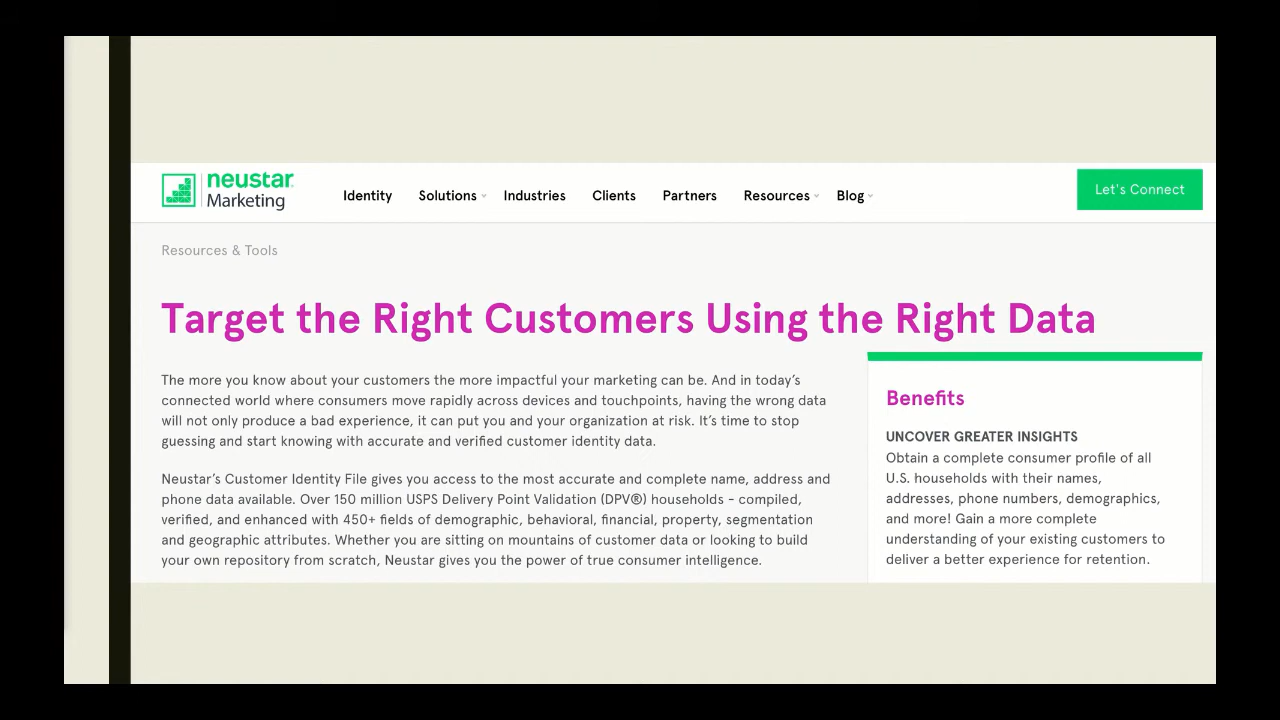 neustar
Marketing
Identity Solutions Industries Clients Partners Resources Blog
Let's Connect
Resources & Tools
Target the Right Customers Using the Right Data
The more you know about your customers the more impactful your marketing can be. And in today's
connected world where consumers move rapidly across devices and touchpoints, having the wrong data
will not only produce a bad experience, it can put you and your organization at risk. It's time to stop
guessing and start knowing with accurate and verified customer identity data.
Neustar's Customer Identity File gives you access to the most accurate and complete name, address and
phone data available. Over 150 million USPS Delivery Point Validation (DPV®) households - compiled,
verified, and enhanced with 450+ fields of demographic, behavioral, financial, property, segmentation
and geographic attributes. Whether you are sitting on mountains of customer data or looking to build
your own repository from scratch, Neustar gives you the power of true consumer intelligence.
Benefits
UNCOVER GREATER INSIGHTS
Obtain a complete consumer profile of all
U.S. households with their names,
addresses, phone numbers, demographics,
and more! Gain a more complete
understanding of your existing customers to
deliver a better experience for retention.